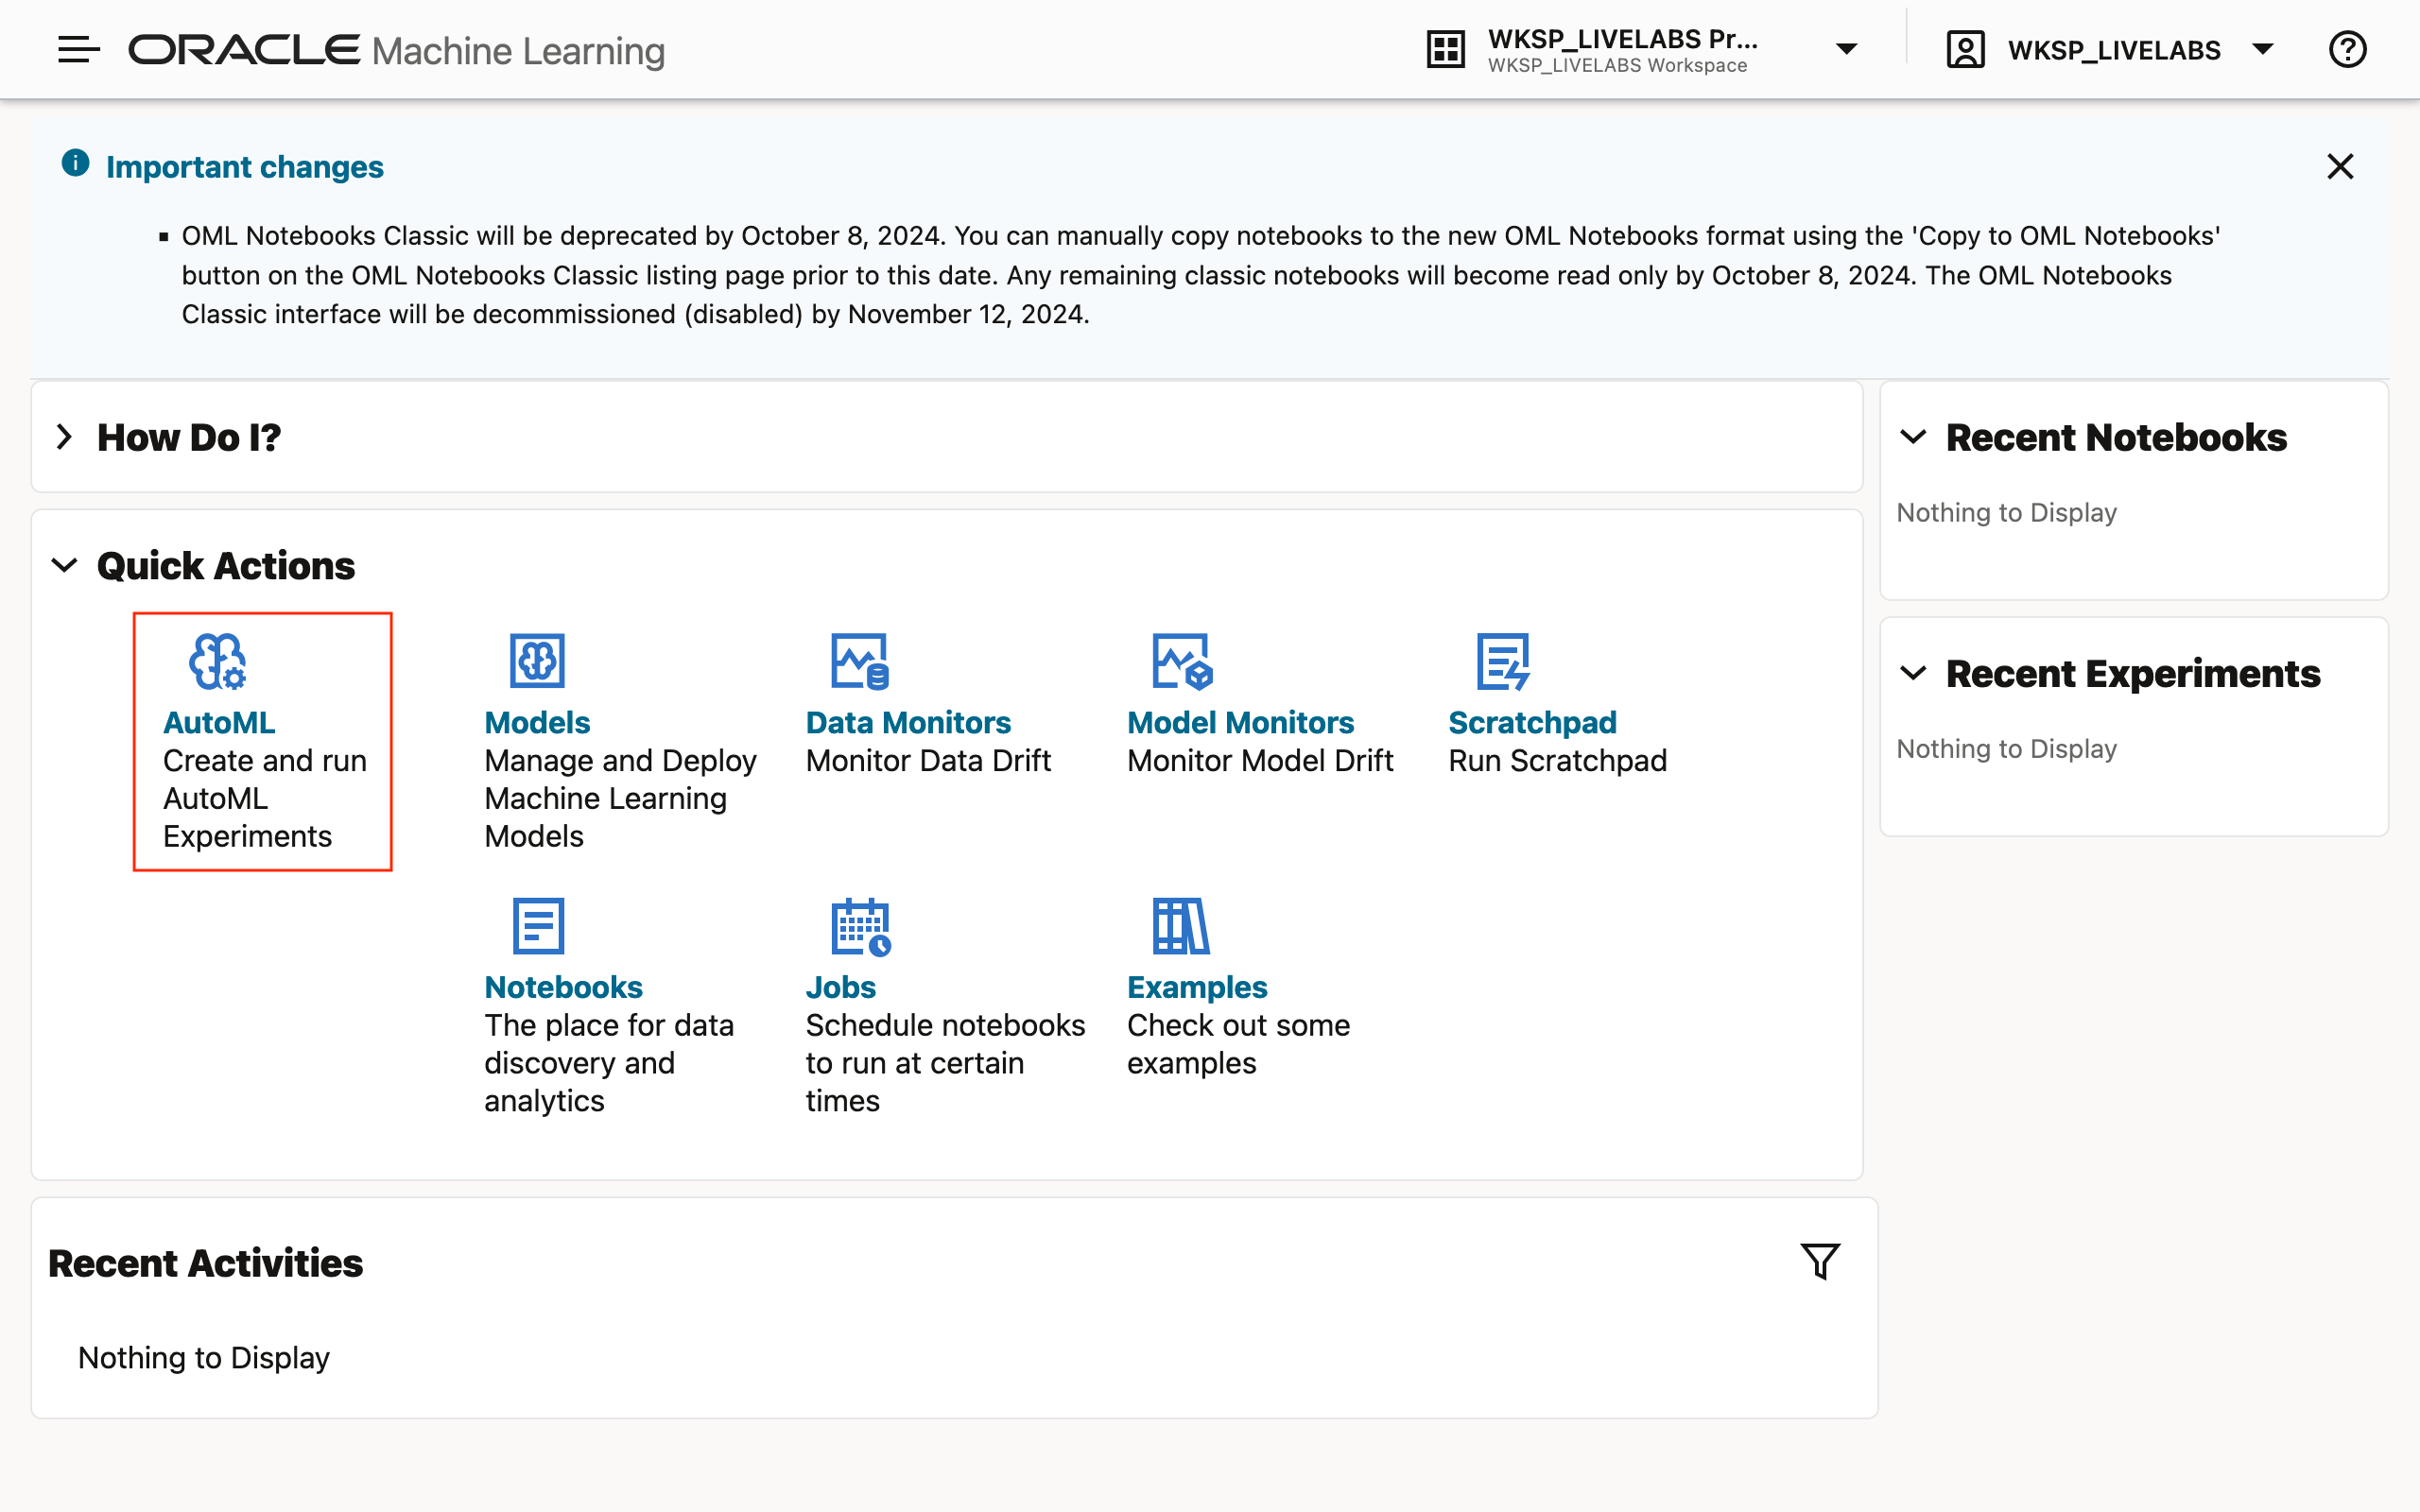 ORACLE Machine Learning
WKSP_LIVELABS Pr...
WKSP_LIVELABS Workspace
WKSP_LIVELABS
Important changes
OML Notebooks Classic will be deprecated by October 8, 2024. You can manually copy notebooks to the new OML Notebooks format using the 'Copy to OML Notebooks'
button on the OML Notebooks Classic listing page prior to this date. Any remaining classic notebooks will become read only by October 8, 2024. The OML Notebooks
Classic interface will be decommissioned (disabled) by November 12, 2024.
How Do I?
Quick Actions
AutoML
Create and run
AutoML
Experiments
Models
Manage and Deploy
Machine Learning
Models
Data Monitors
Monitor Data Drift
Model Monitors
Monitor Model Drift
Scratchpad
Run Scratchpad
Notebooks
The place for data
discovery and
analytics
Jobs
Schedule notebooks
to run at certain
times
Examples
Check out some
examples
Recent Notebooks
Nothing to Display
Recent Experiments
Nothing to Display
Recent Activities
Nothing to Display